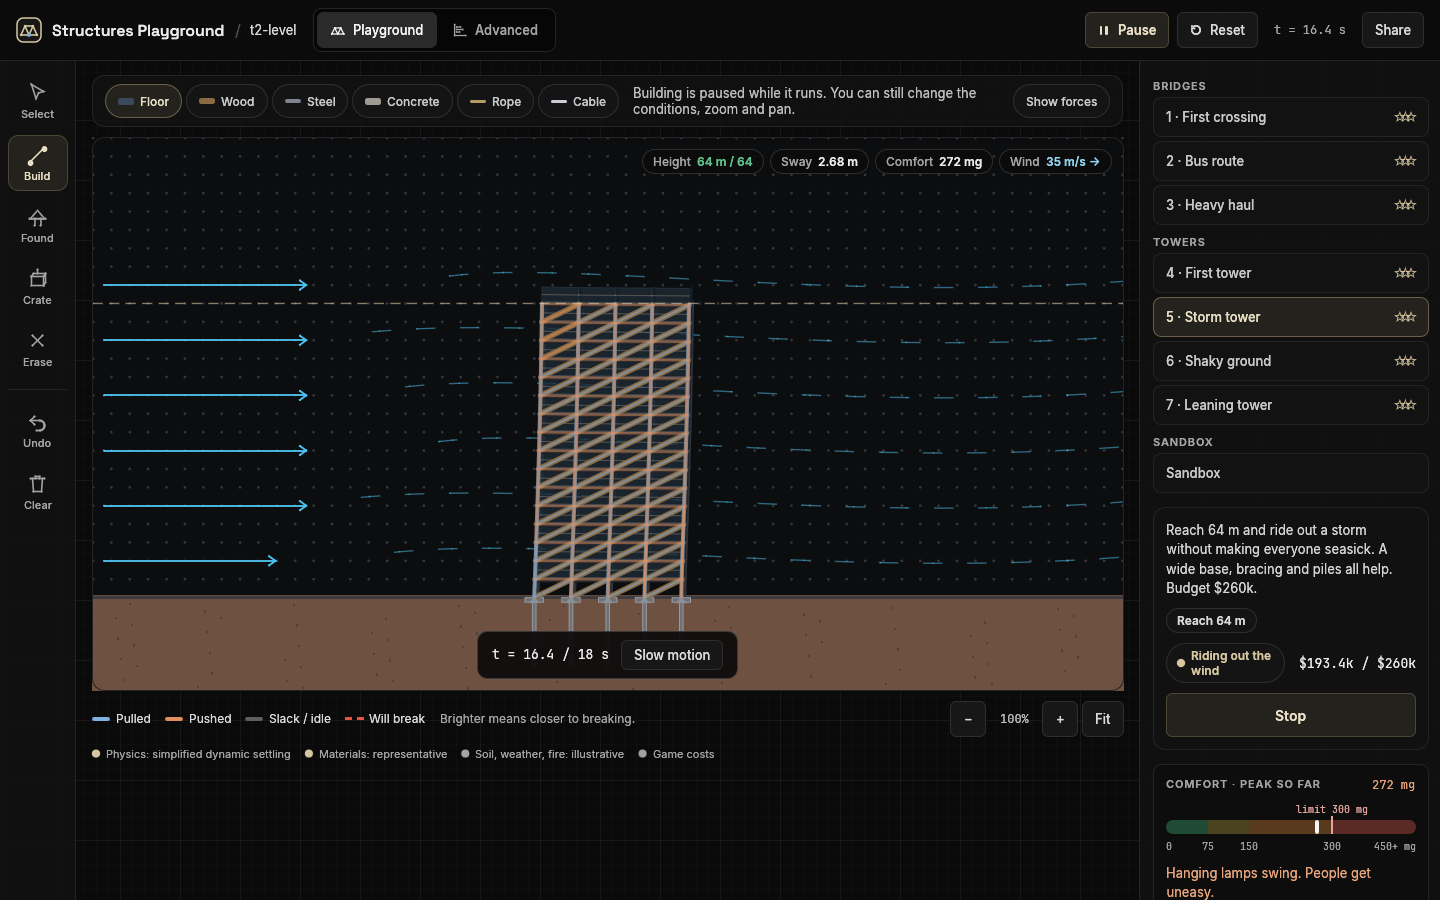 Structures Playground / t2-level
Playground
Advanced
Pause
Reset
t = 16.4 s
Share
Select
Build
Found
Crate
Erase
Undo
Clear
Floor
Wood
Steel
Concrete
Rope
Cable
Building is paused while it runs. You can still change the
conditions, zoom and pan.
Show forces
Height 64 m / 64
Sway 2.68 m
Comfort 272 mg
Wind 35 m/s →
t = 16.4 / 18 s
Slow motion
Pulled
Pushed
Slack / idle
Will break
Brighter means closer to breaking.
−
100%
+
Fit
Physics: simplified dynamic settling
Materials: representative
Soil, weather, fire: illustrative
Game costs
BRIDGES
1 · First crossing
2 · Bus route
3 · Heavy haul
TOWERS
4 · First tower
5 · Storm tower
6 · Shaky ground
7 · Leaning tower
SANDBOX
Sandbox
Reach 64 m and ride out a storm
without making everyone seasick. A
wide base, bracing and piles all help.
Budget $260k.
Reach 64 m
Riding out the
wind
$193.4k / $260k
Stop
COMFORT · PEAK SO FAR
272 mg
limit 300 mg
0 75 150 300 450+ mg
Hanging lamps swing. People get
uneasy.